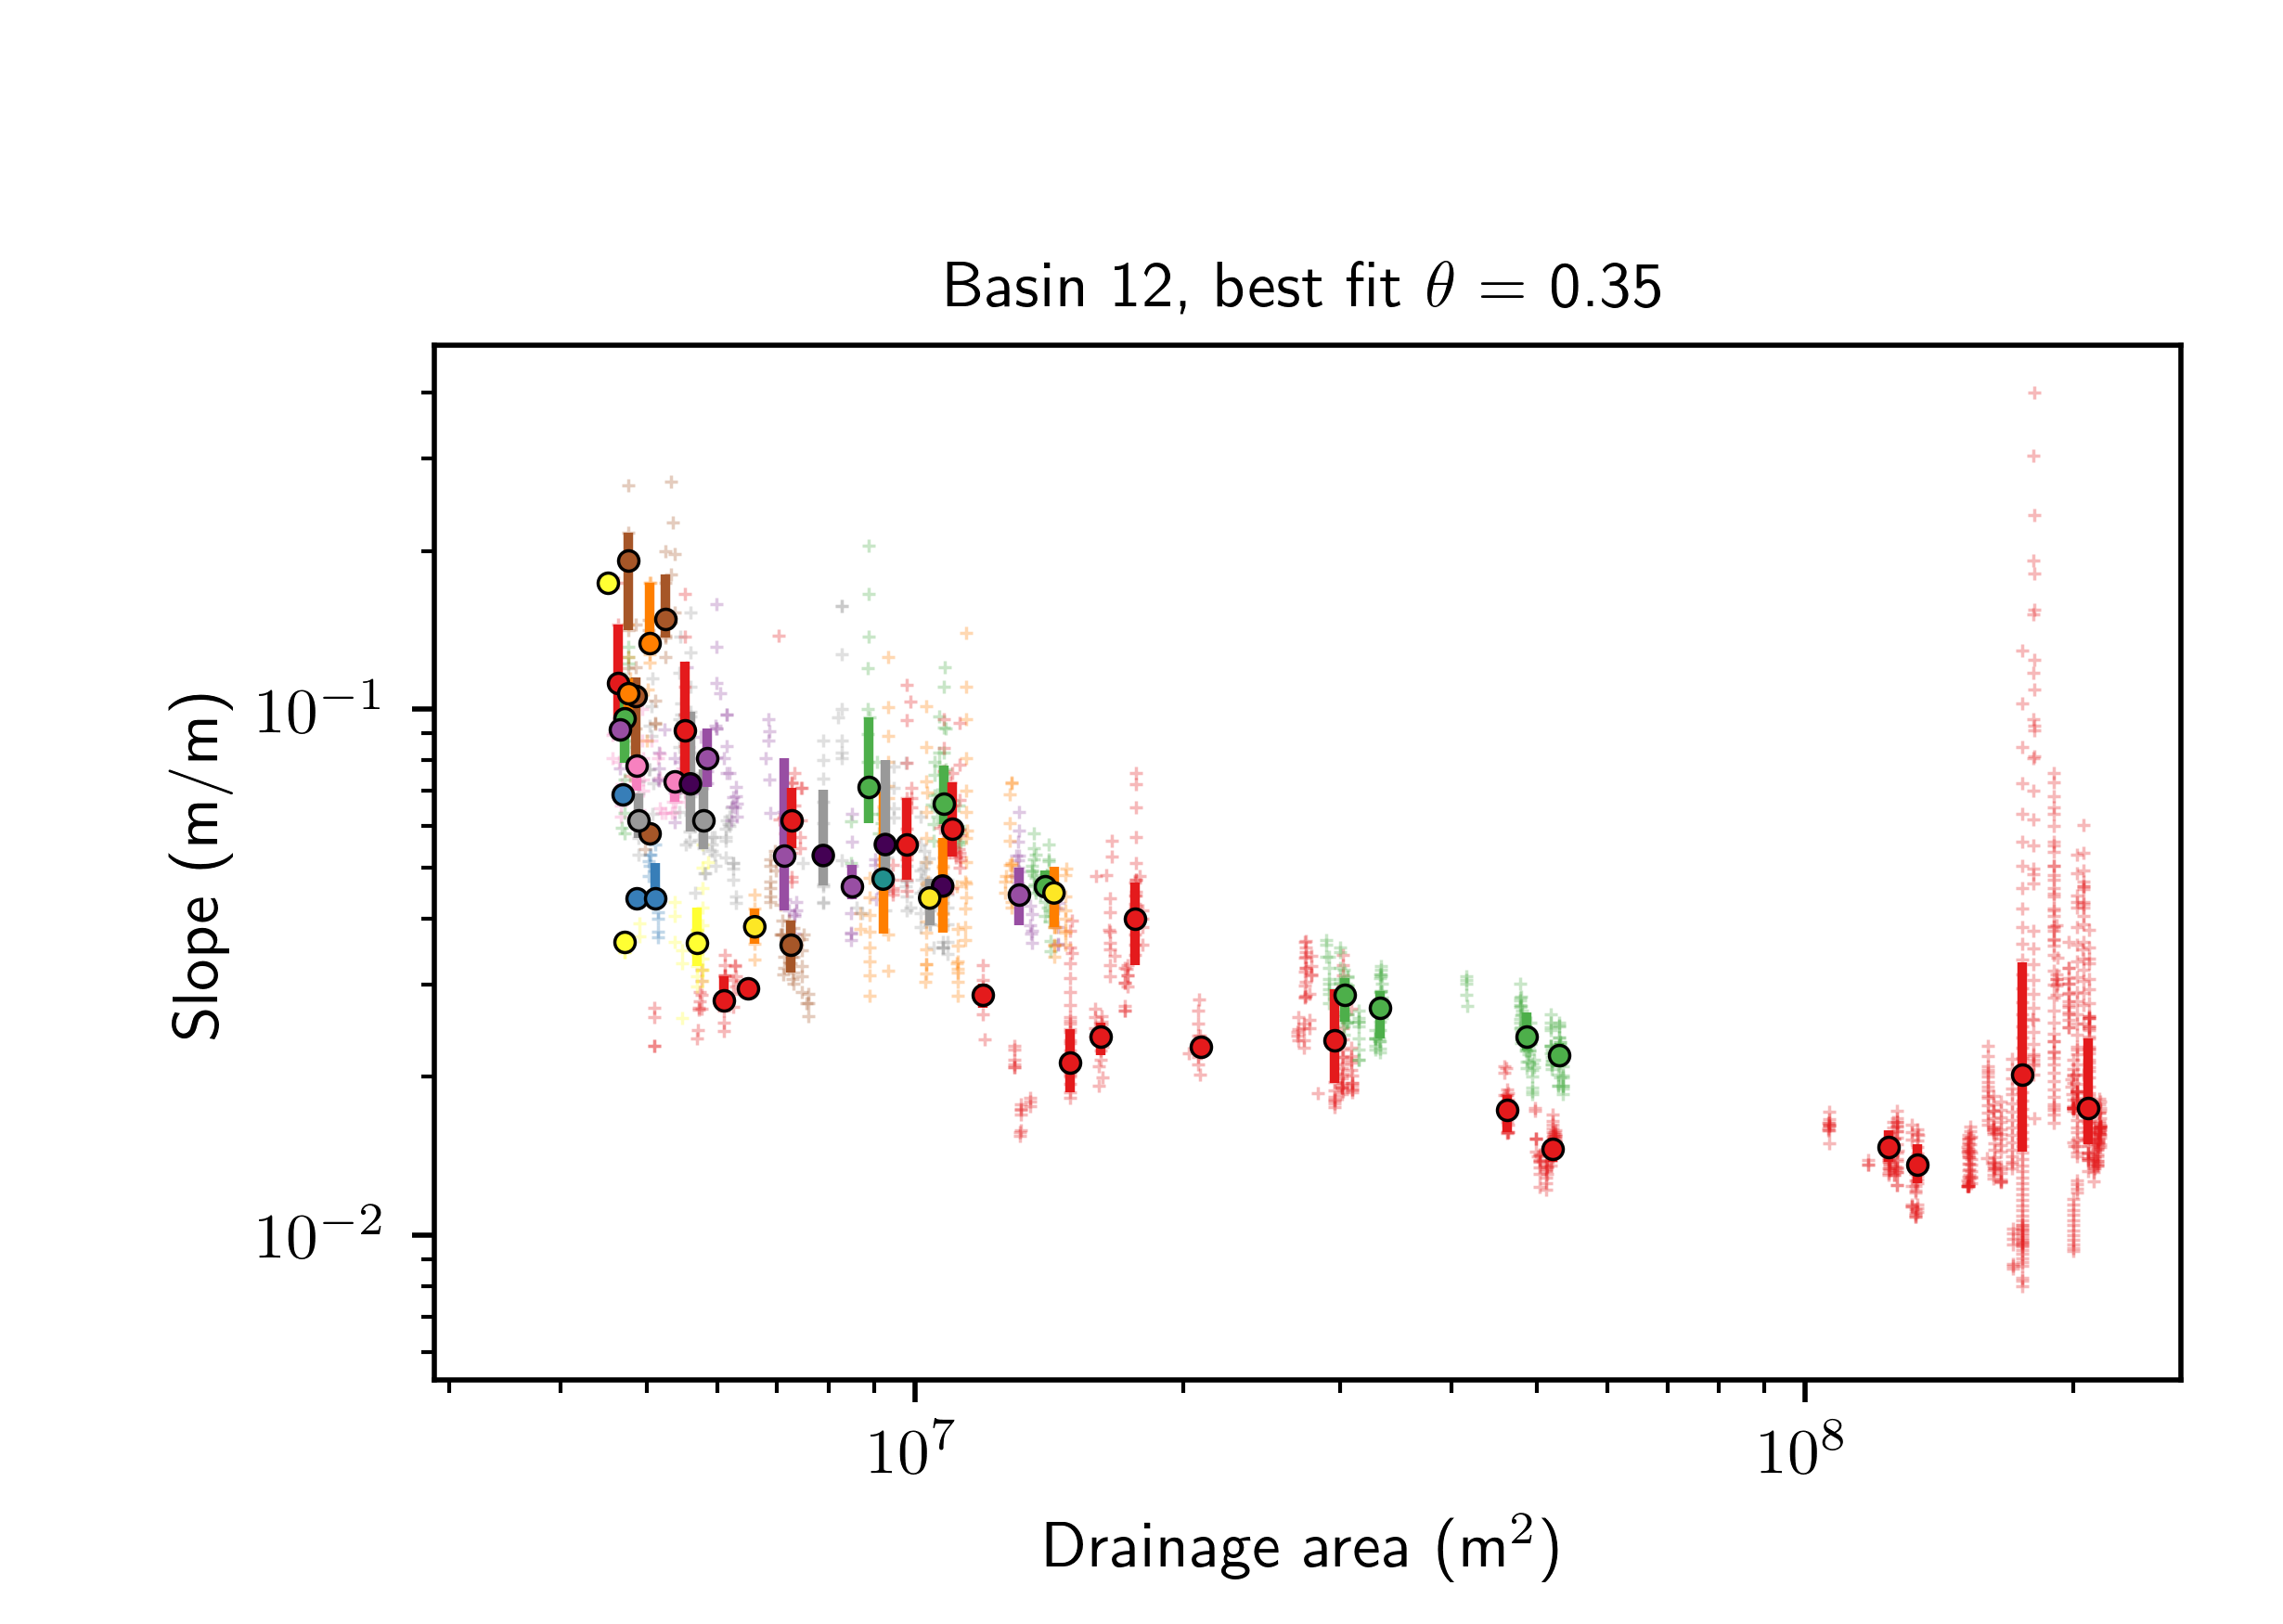 Basin 12, best fit θ = 0.35
Slope (m/m)
10⁻¹
10⁻²
10⁷
10⁸
Drainage area (m²)